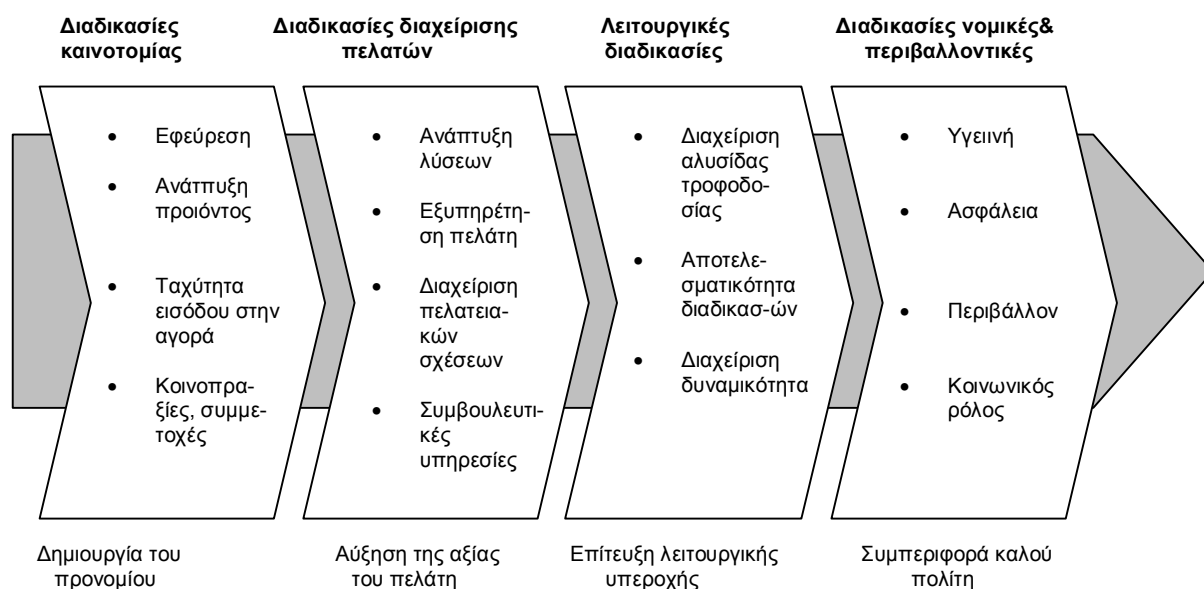 Διαδικασίες
καινοτομίας
Διαδικασίες διαχείρισης
πελατών
Λειτουργικές
διαδικασίες
Διαδικασίες νομικές&
περιβαλλοντικές
• Εφεύρεση
• Ανάπτυξη
προιόντος
• Ταχύτητα
εισόδου στην
αγορά
• Κοινοπρα-
ξίες, συμμε-
τοχές
• Ανάπτυξη
λύσεων
• Εξυπηρέτη-
ση πελάτη
• Διαχείριση
πελατεια-
κών
σχέσεων
• Συμβουλευτι-
κές
υπηρεσίες
• Διαχείριση
αλυσίδας
τροφοδο-
σίας
• Αποτελε-
σματικότητα
διαδικασ-ών
• Διαχείριση
δυναμικότητα
• Υγειινή
• Ασφάλεια
• Περιβάλλον
• Κοινωνικός
ρόλος
Δημιουργία του
προνομίου
Αύξηση της αξίας
του πελάτη
Επίτευξη λειτουργικής
υπεροχής
Συμπεριφορά καλού
πολίτη